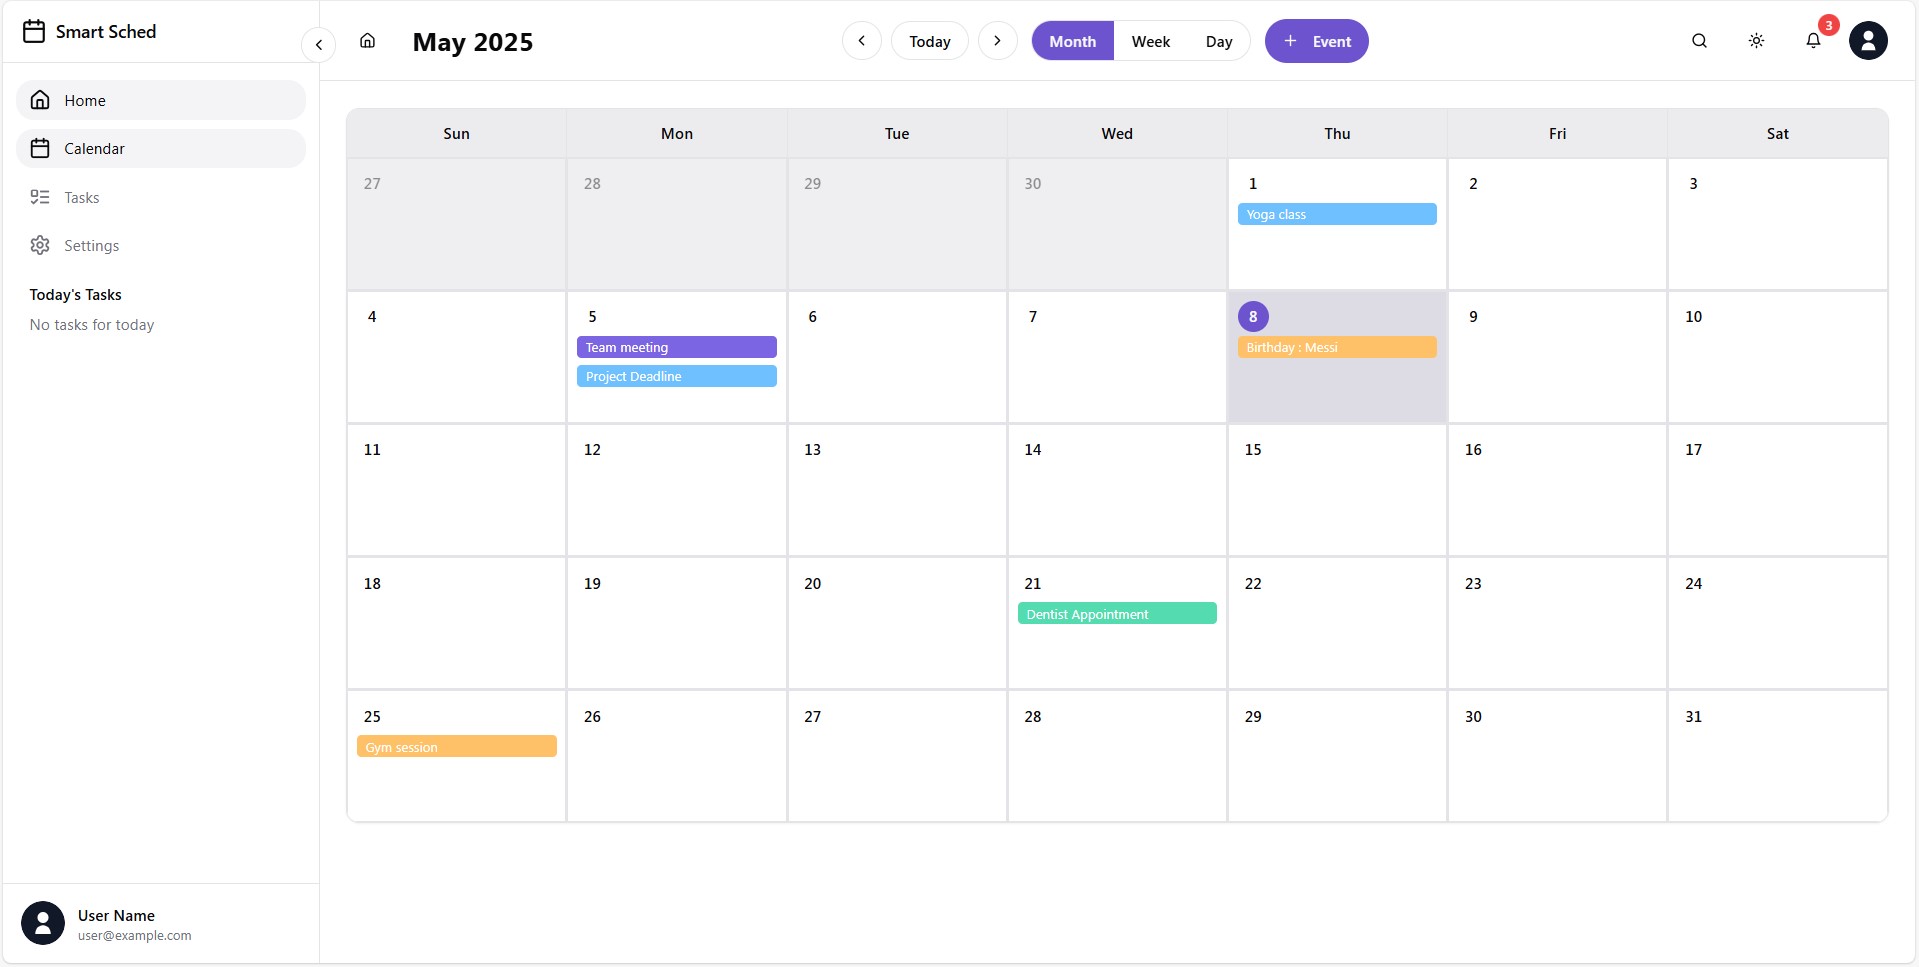 Smart Sched
Home
Calendar
Tasks
Settings
Today's Tasks
No tasks for today
User Name
user@example.com
May 2025
Today
Month Week Day
+ Event
3
Sun Mon Tue Wed Thu Fri Sat
27 28 29 30 1 2 3
Yoga class
4 5 6 7 8 9 10
Team meeting Birthday : Messi
Project Deadline
11 12 13 14 15 16 17
18 19 20 21 22 23 24
Dentist Appointment
25 26 27 28 29 30 31
Gym session